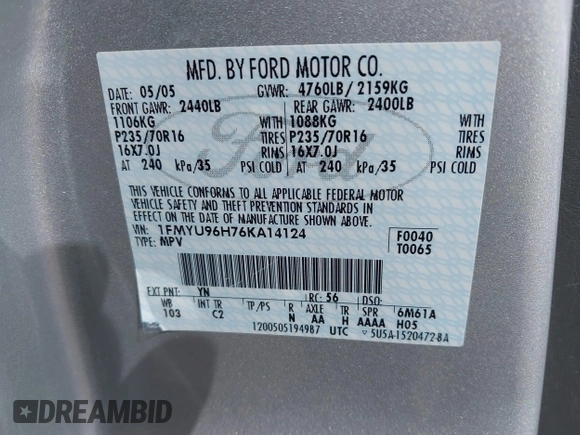 MFD. BY FORD MOTOR CO.
DATE: 05/05 GVWR: 4760LB / 2159KG
FRONT GAWR: 2440LB REAR GAWR: 2400LB
1106KG WITH 1088KG WITH
P235/70R16 TIRES P235/70R16 TIRES
16X7.0J RIMS 16X7.0J RIMS
AT 240 kPa/35 PSI COLD AT 240 kPa/35 PSI COLD
THIS VEHICLE CONFORMS TO ALL APPLICABLE FEDERAL MOTOR
VEHICLE SAFETY AND THEFT PREVENTION STANDARDS IN
EFFECT ON THE DATE OF MANUFACTURE SHOWN ABOVE.
VIN: 1FMYU96H76KA14124 F0040
TYPE: MPV T0065
EXT PNT: YN RC: 56 DSO:
WB INT TR TP/PS R AXLE TR SPR 6M61A
103 C2 N AA H AAAA H05
1200505194987 UTC ▽ 5U5A-1520472-BA
Ford
DREAMBID